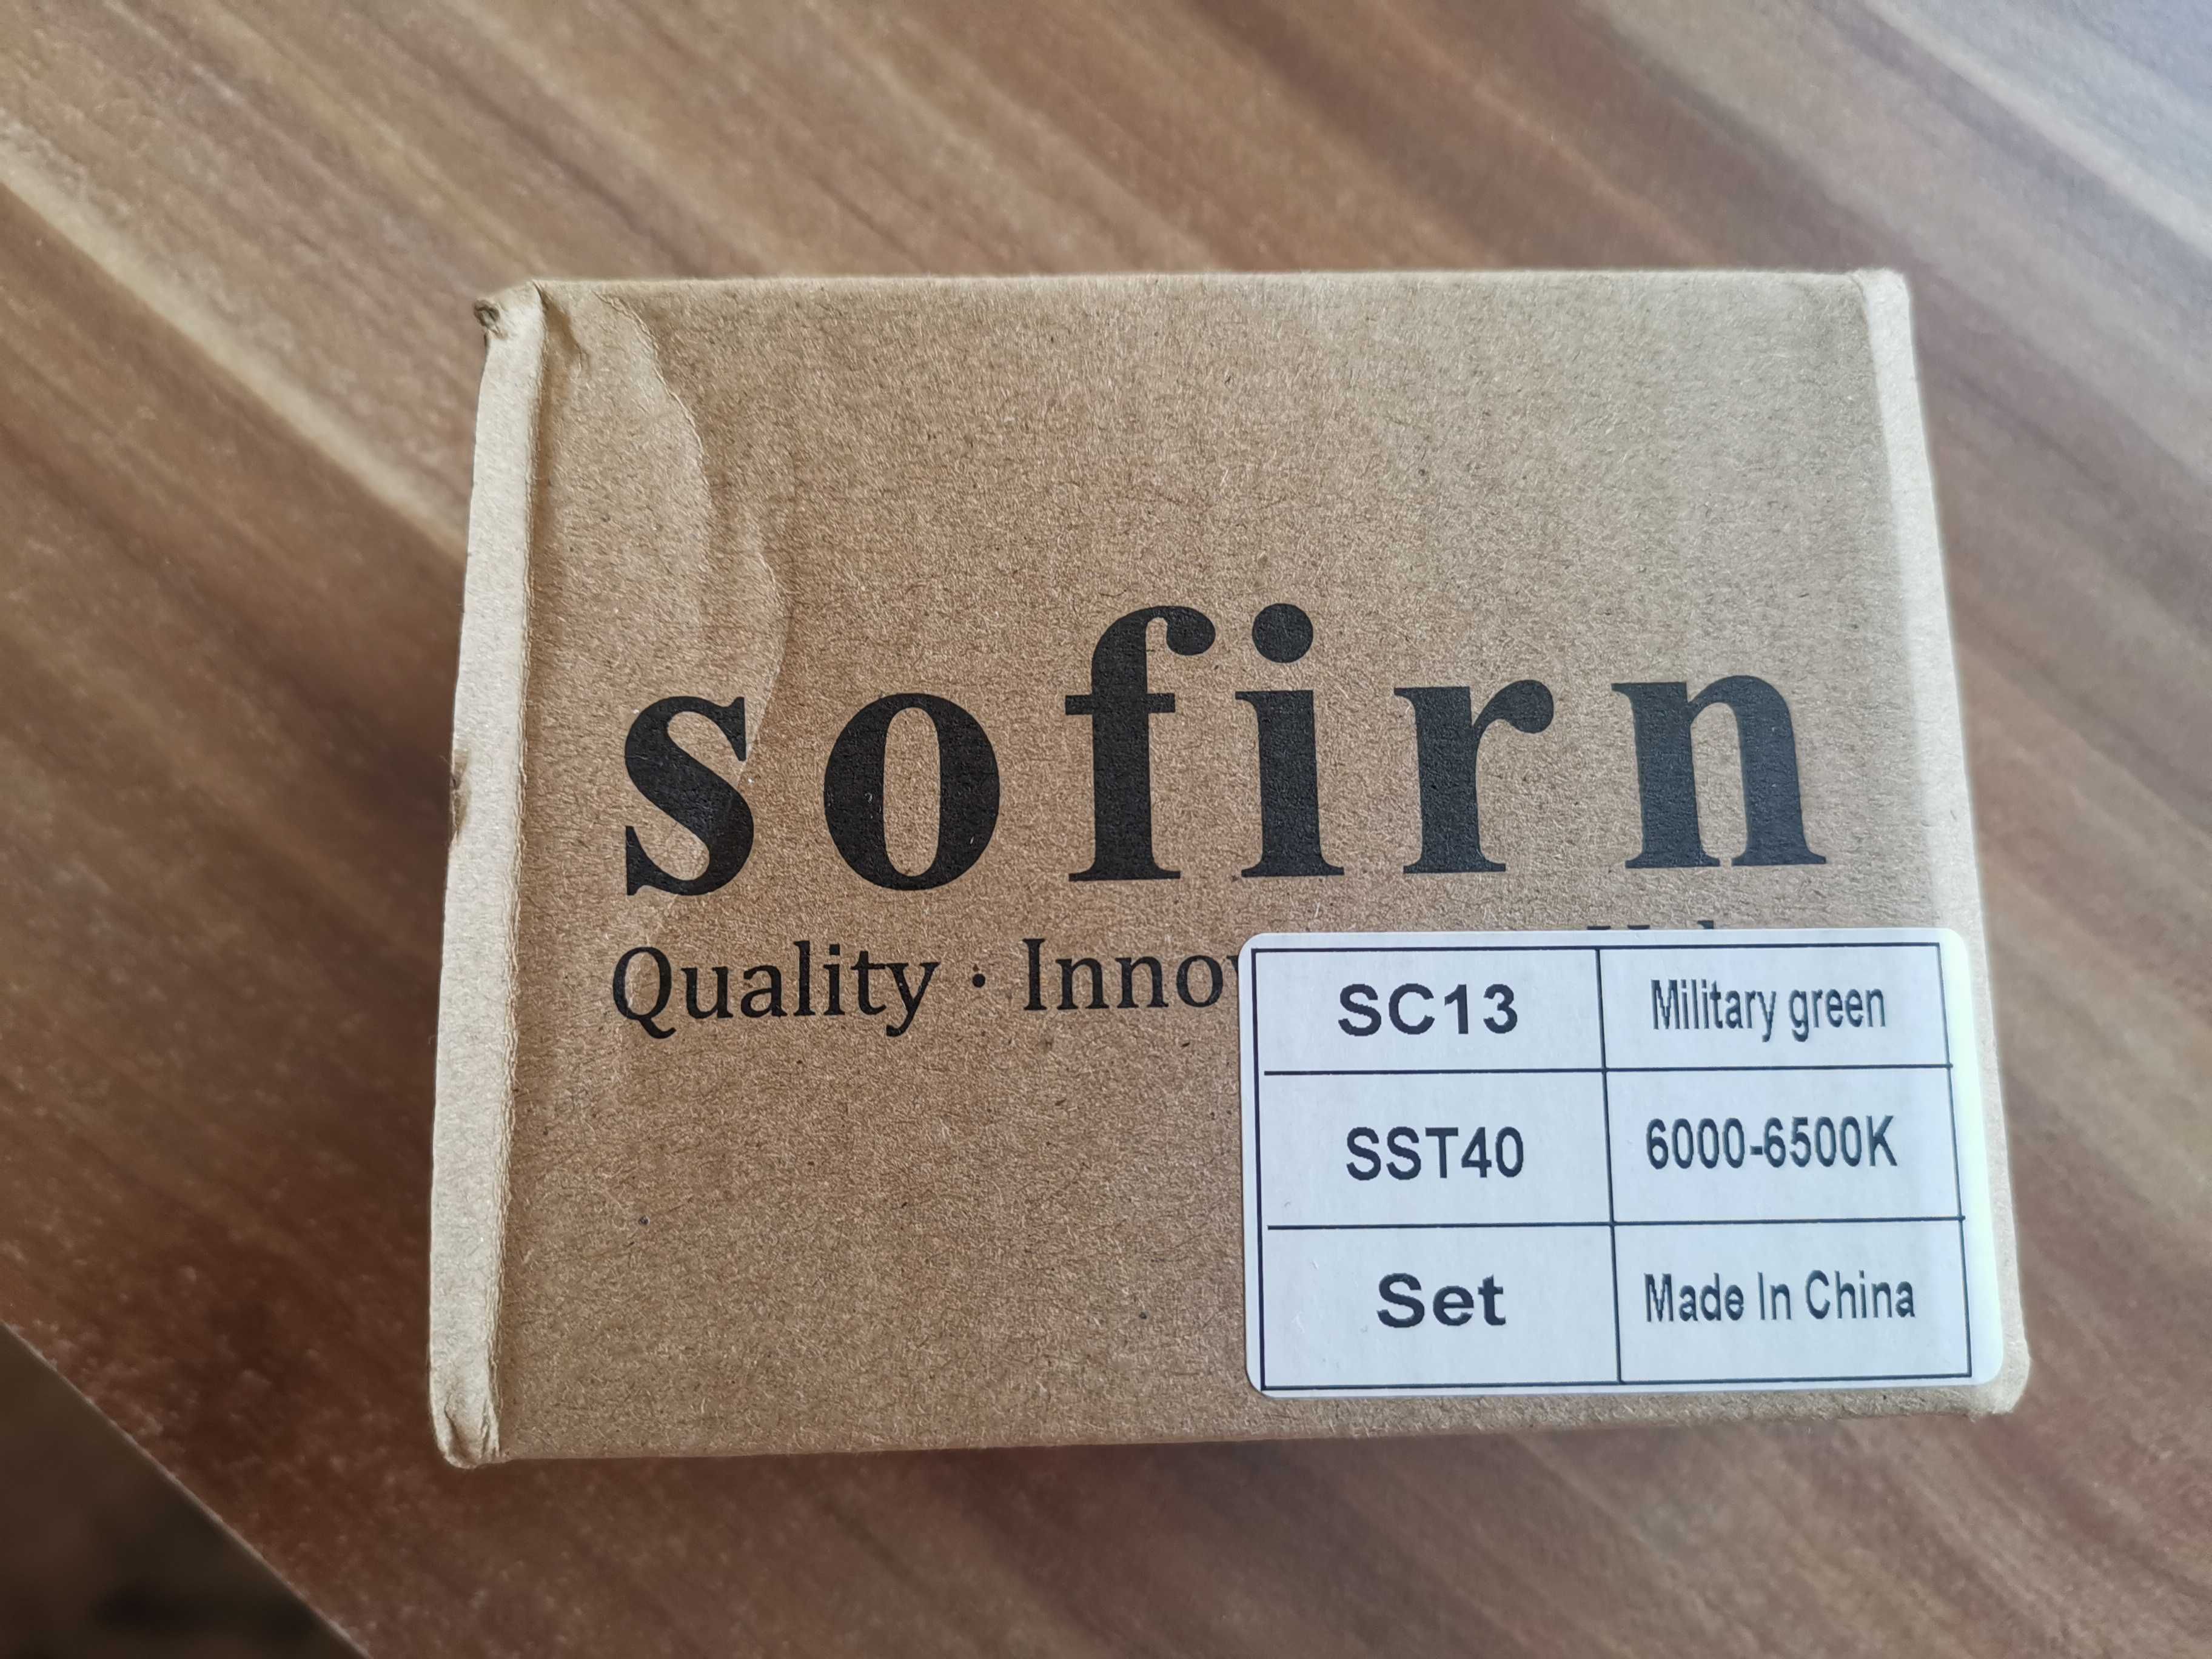 sofirn
Quality · Inno
SC13 Military green
SST40 6000-6500K
Set Made In China